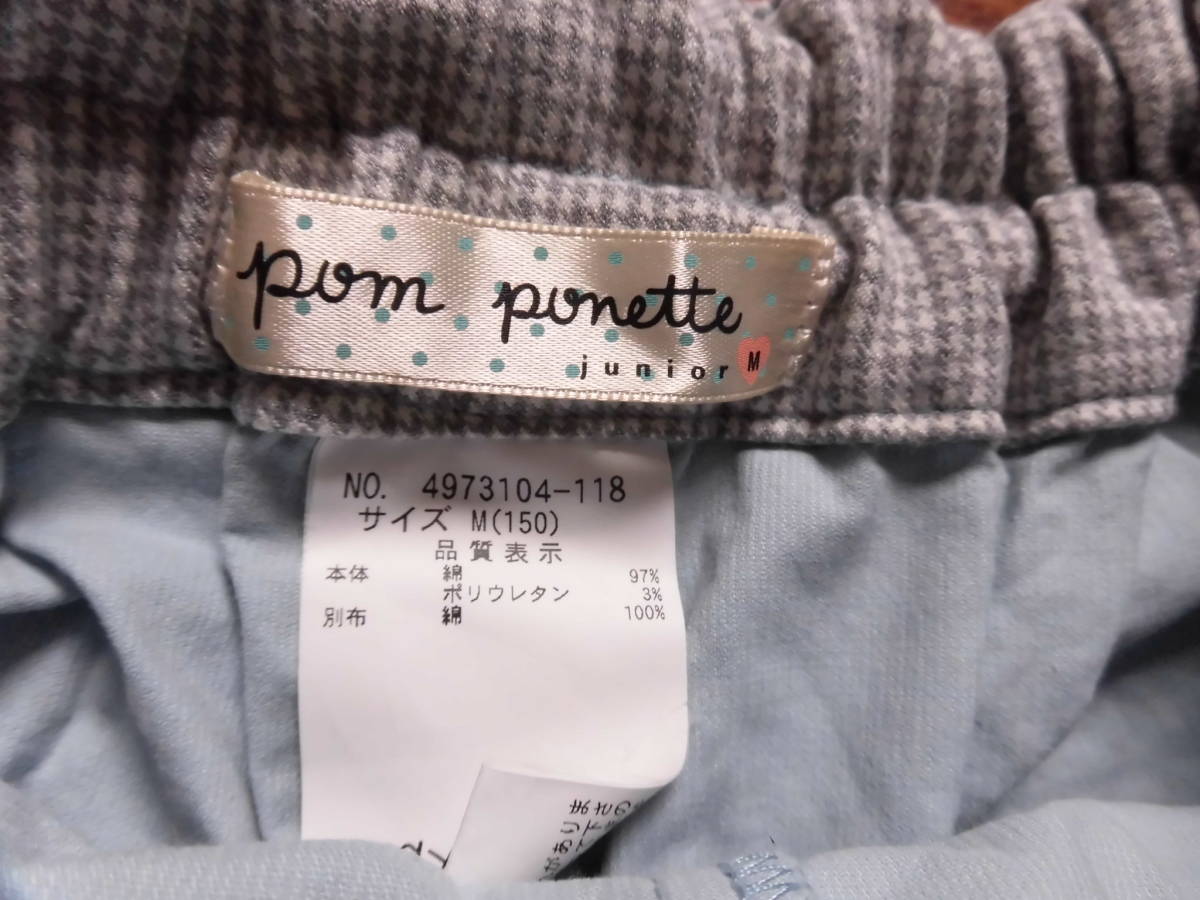 pom ponette
junior M
NO. 4973104-118
サイズ M(150)
品質表示
本体 綿 97%
ポリウレタン 3%
別布 綿 100%